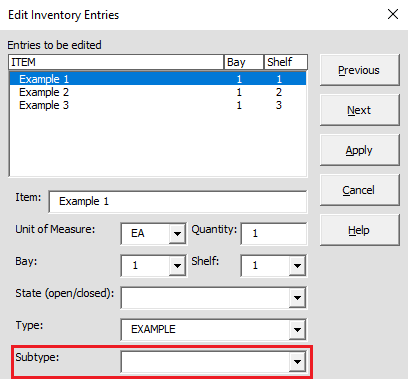 Edit Inventory Entries
Entries to be edited
ITEM Bay Shelf
Example 1 1 1
Example 2 1 2
Example 3 1 3
Previous
Next
Apply
Cancel
Help
Item: Example 1
Unit of Measure: EA Quantity: 1
Bay: 1 Shelf: 1
State (open/closed):
Type: EXAMPLE
Subtype: